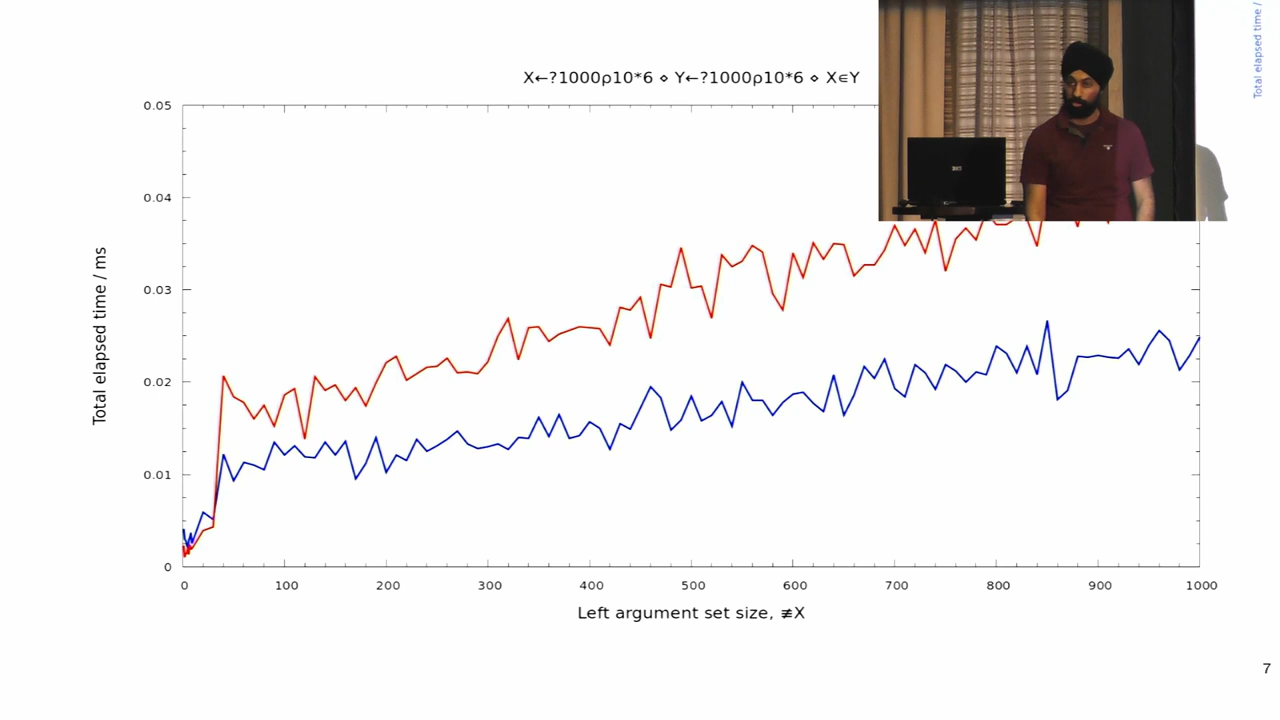 X←?1000⍴10*6 ⋄ Y←?1000⍴10*6 ⋄ X∊Y
Total elapsed time /
0.05
0.04
0.03
0.02
0.01
0
Total elapsed time / ms
0 100 200 300 400 500 600 700 800 900 1000
Left argument set size, ≢X
7